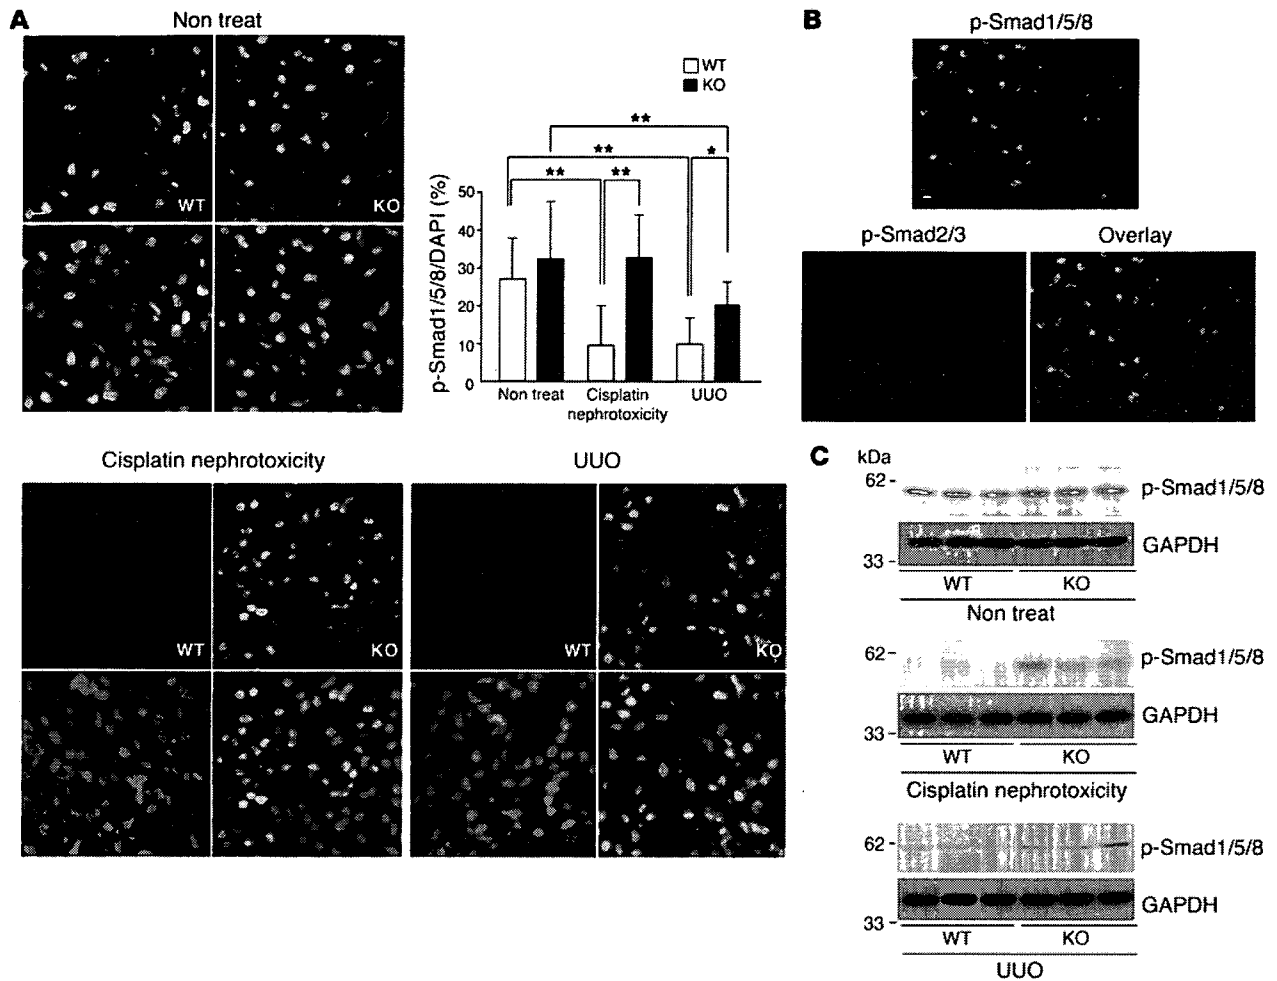 A
Non treat
WT
KO
WT
KO
**
**
*
**
**
p-Smad1/5/8/DAPI (%)
50
40
30
20
10
0
Non treat
Cisplatin
nephrotoxicity
UUO
Cisplatin nephrotoxicity
UUO
WT
KO
WT
KO
B
p-Smad1/5/8
p-Smad2/3
Overlay
C
kDa
62
p-Smad1/5/8
GAPDH
33
WT
KO
Non treat
62
p-Smad1/5/8
GAPDH
33
WT
KO
Cisplatin nephrotoxicity
62
p-Smad1/5/8
GAPDH
33
WT
KO
UUO